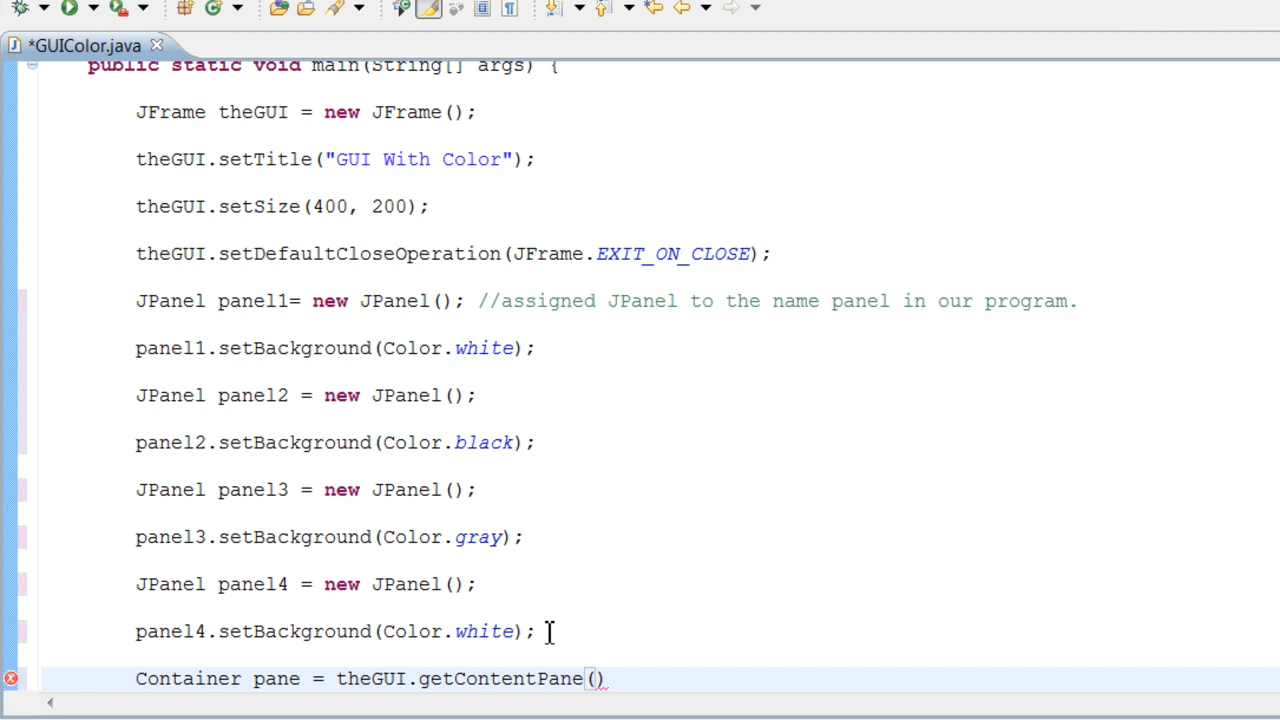 *GUIColor.java
public static void main(String[] args) {
JFrame theGUI = new JFrame();
theGUI.setTitle("GUI With Color");
theGUI.setSize(400, 200);
theGUI.setDefaultCloseOperation(JFrame.EXIT_ON_CLOSE);
JPanel panel1= new JPanel(); //assigned JPanel to the name panel in our program.
panel1.setBackground(Color.white);
JPanel panel2 = new JPanel();
panel2.setBackground(Color.black);
JPanel panel3 = new JPanel();
panel3.setBackground(Color.gray);
JPanel panel4 = new JPanel();
panel4.setBackground(Color.white);
Container pane = theGUI.getContentPane()